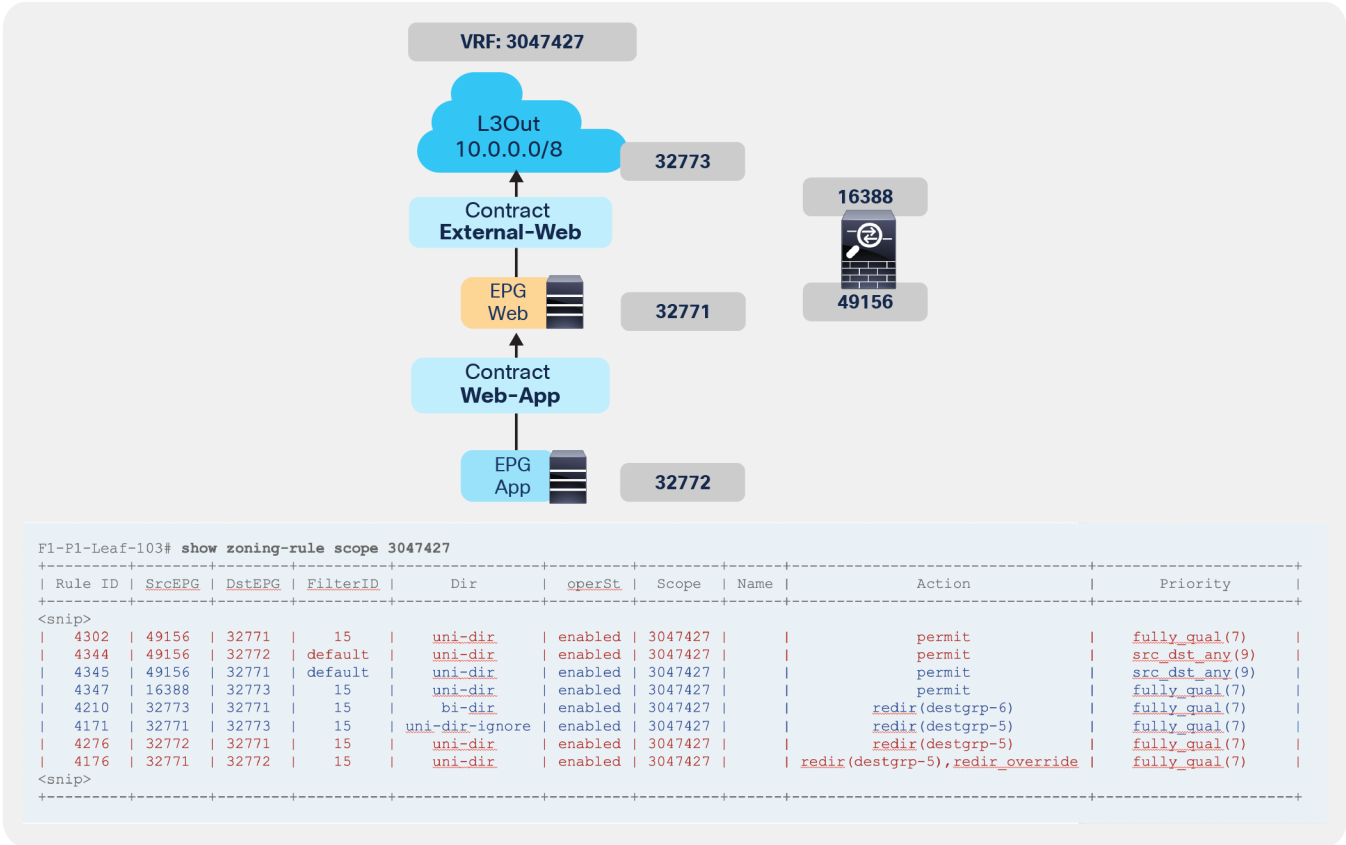 VRF: 3047427
L3Out
10.0.0.0/8
32773
Contract
External-Web
16388
49156
EPG
Web
32771
Contract
Web-App
EPG
App
32772
F1-P1-Leaf-103# show zoning-rule scope 3047427
+---------+--------+--------+----------+----------------+---------+---------+------+-------------------------------+----------------------+
| Rule ID | SrcEPG | DstEPG | FilterID | Dir | operSt | Scope | Name | Action | Priority |
+---------+--------+--------+----------+----------------+---------+---------+------+-------------------------------+----------------------+
<snip>
| 4302 | 49156 | 32771 | 15 | uni-dir | enabled | 3047427 | | permit | fully_qual(7) |
| 4344 | 49156 | 32772 | default | uni-dir | enabled | 3047427 | | permit | src_dst_any(9) |
| 4345 | 49156 | 32771 | default | uni-dir | enabled | 3047427 | | permit | src_dst_any(9) |
| 4347 | 16388 | 32773 | 15 | uni-dir | enabled | 3047427 | | permit | fully_qual(7) |
| 4210 | 32773 | 32771 | 15 | bi-dir | enabled | 3047427 | | redir(destgrp-6) | fully_qual(7) |
| 4171 | 32771 | 32773 | 15 | uni-dir-ignore | enabled | 3047427 | | redir(destgrp-5) | fully_qual(7) |
| 4276 | 32772 | 32771 | 15 | uni-dir | enabled | 3047427 | | redir(destgrp-5) | fully_qual(7) |
| 4176 | 32771 | 32772 | 15 | uni-dir | enabled | 3047427 | | redir(destgrp-5),redir_override | fully_qual(7) |
<snip>
+---------+--------+--------+----------+----------------+---------+---------+------+-------------------------------+----------------------+